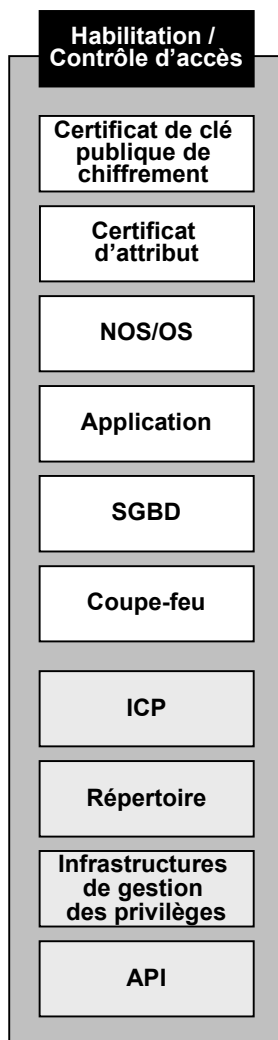 Habilitation /
Contrôle d'accès
Certificat de clé
publique de
chiffrement
Certificat
d'attribut
NOS/OS
Application
SGBD
Coupe-feu
ICP
Répertoire
Infrastructures
de gestion
des privilèges
API